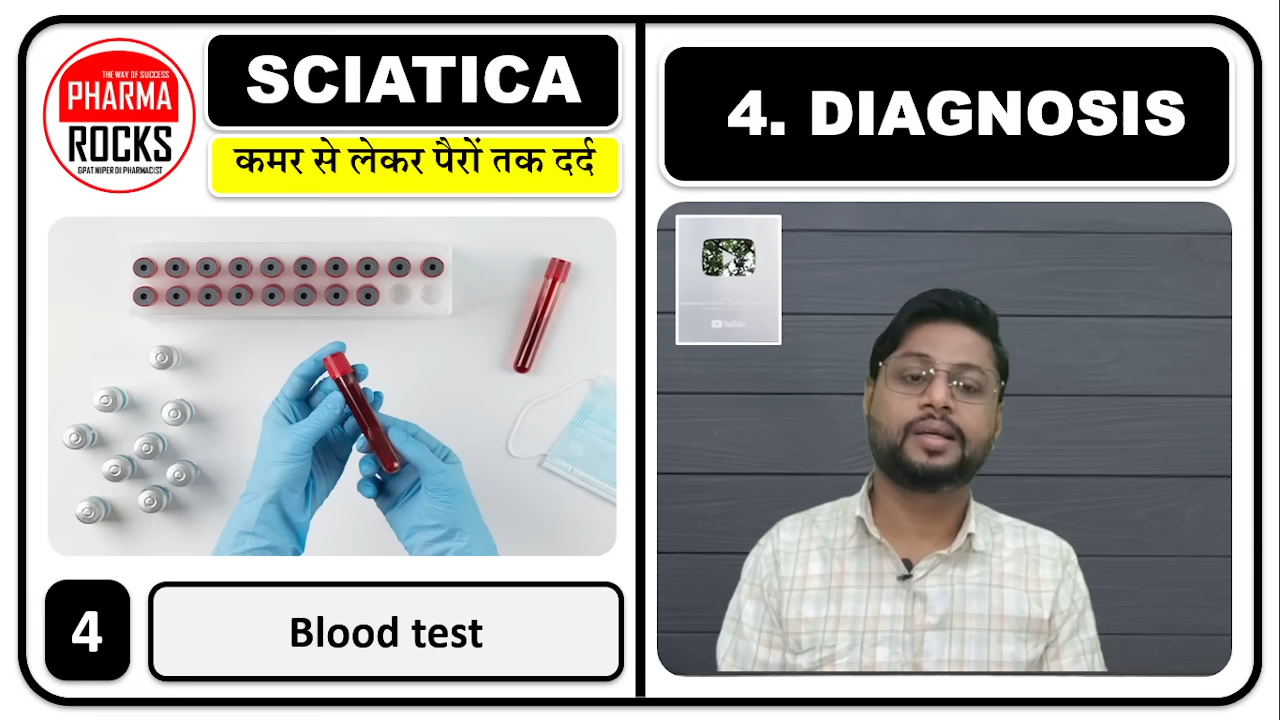 THE WAY OF SUCCESS
PHARMA
ROCKS
GPAT NIPER DI PHARMACIST
SCIATICA
कमर से लेकर पैरों तक दर्द
4
Blood test
4. DIAGNOSIS
YouTube